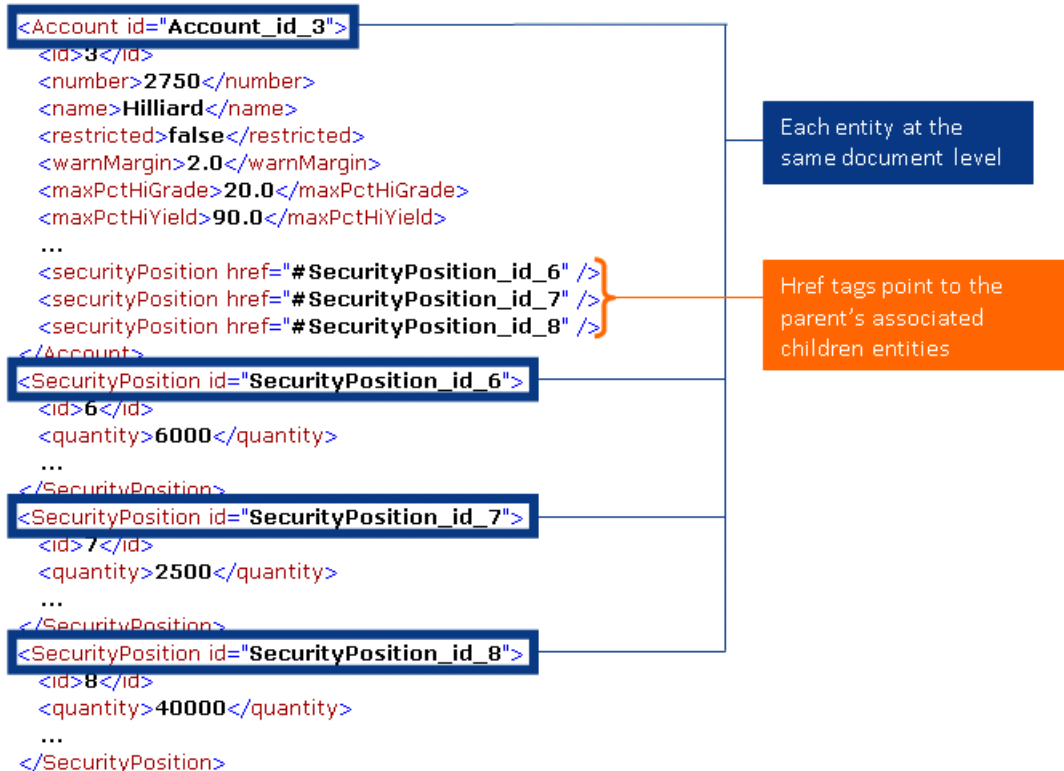 <Account id="Account_id_3">
<id>3</id>
<number>2750</number>
<name>Hilliard</name>
<restricted>false</restricted>
<warnMargin>2.0</warnMargin>
<maxPctHiGrade>20.0</maxPctHiGrade>
<maxPctHiYield>90.0</maxPctHiYield>
...
<securityPosition href="#SecurityPosition_id_6" />
<securityPosition href="#SecurityPosition_id_7" />
<securityPosition href="#SecurityPosition_id_8" />
</Account>
<SecurityPosition id="SecurityPosition_id_6">
<id>6</id>
<quantity>6000</quantity>
...
</SecurityPosition>
<SecurityPosition id="SecurityPosition_id_7">
<id>7</id>
<quantity>2500</quantity>
...
</SecurityPosition>
<SecurityPosition id="SecurityPosition_id_8">
<id>8</id>
<quantity>40000</quantity>
...
</SecurityPosition>
Each entity at the
same document level
Href tags point to the
parent's associated
children entities